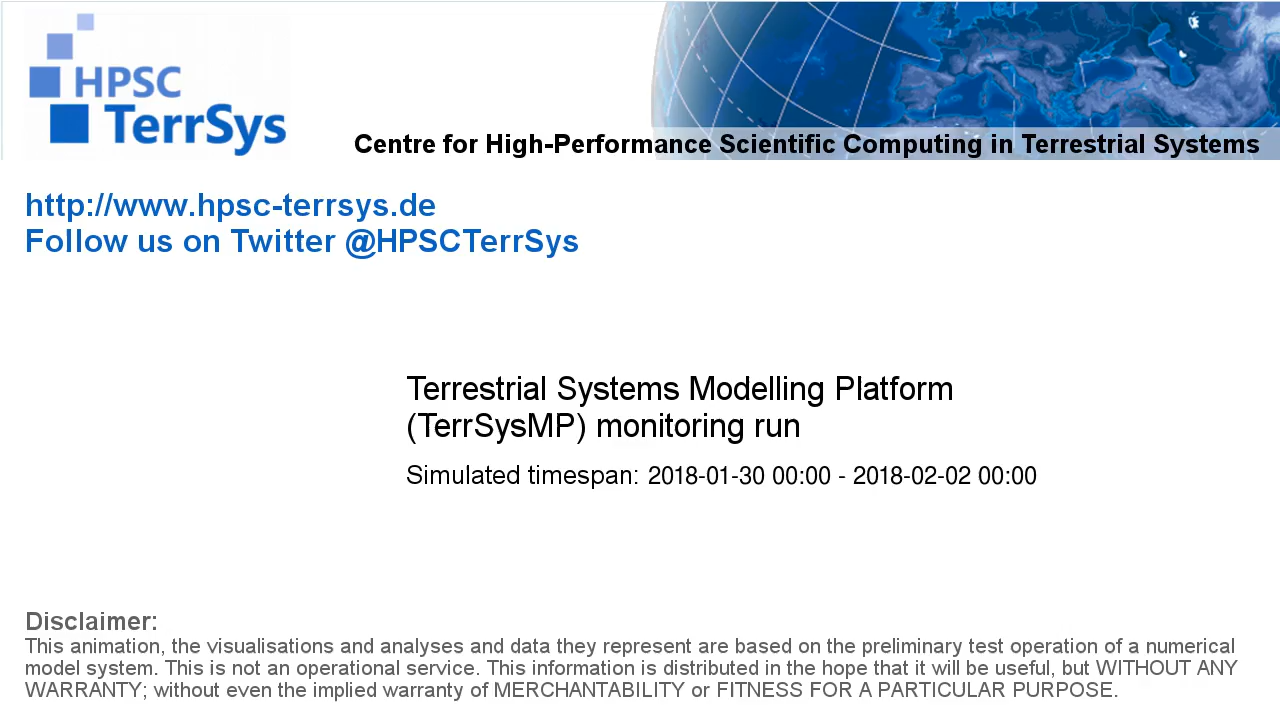 HPSC
TerrSys
Centre for High-Performance Scientific Computing in Terrestrial Systems
http://www.hpsc-terrsys.de
Follow us on Twitter @HPSCTerrSys
Terrestrial Systems Modelling Platform
(TerrSysMP) monitoring run
Simulated timespan: 2018-01-30 00:00 - 2018-02-02 00:00
Disclaimer:
This animation, the visualisations and analyses and data they represent are based on the preliminary test operation of a numerical
model system. This is not an operational service. This information is distributed in the hope that it will be useful, but WITHOUT ANY
WARRANTY; without even the implied warranty of MERCHANTABILITY or FITNESS FOR A PARTICULAR PURPOSE.